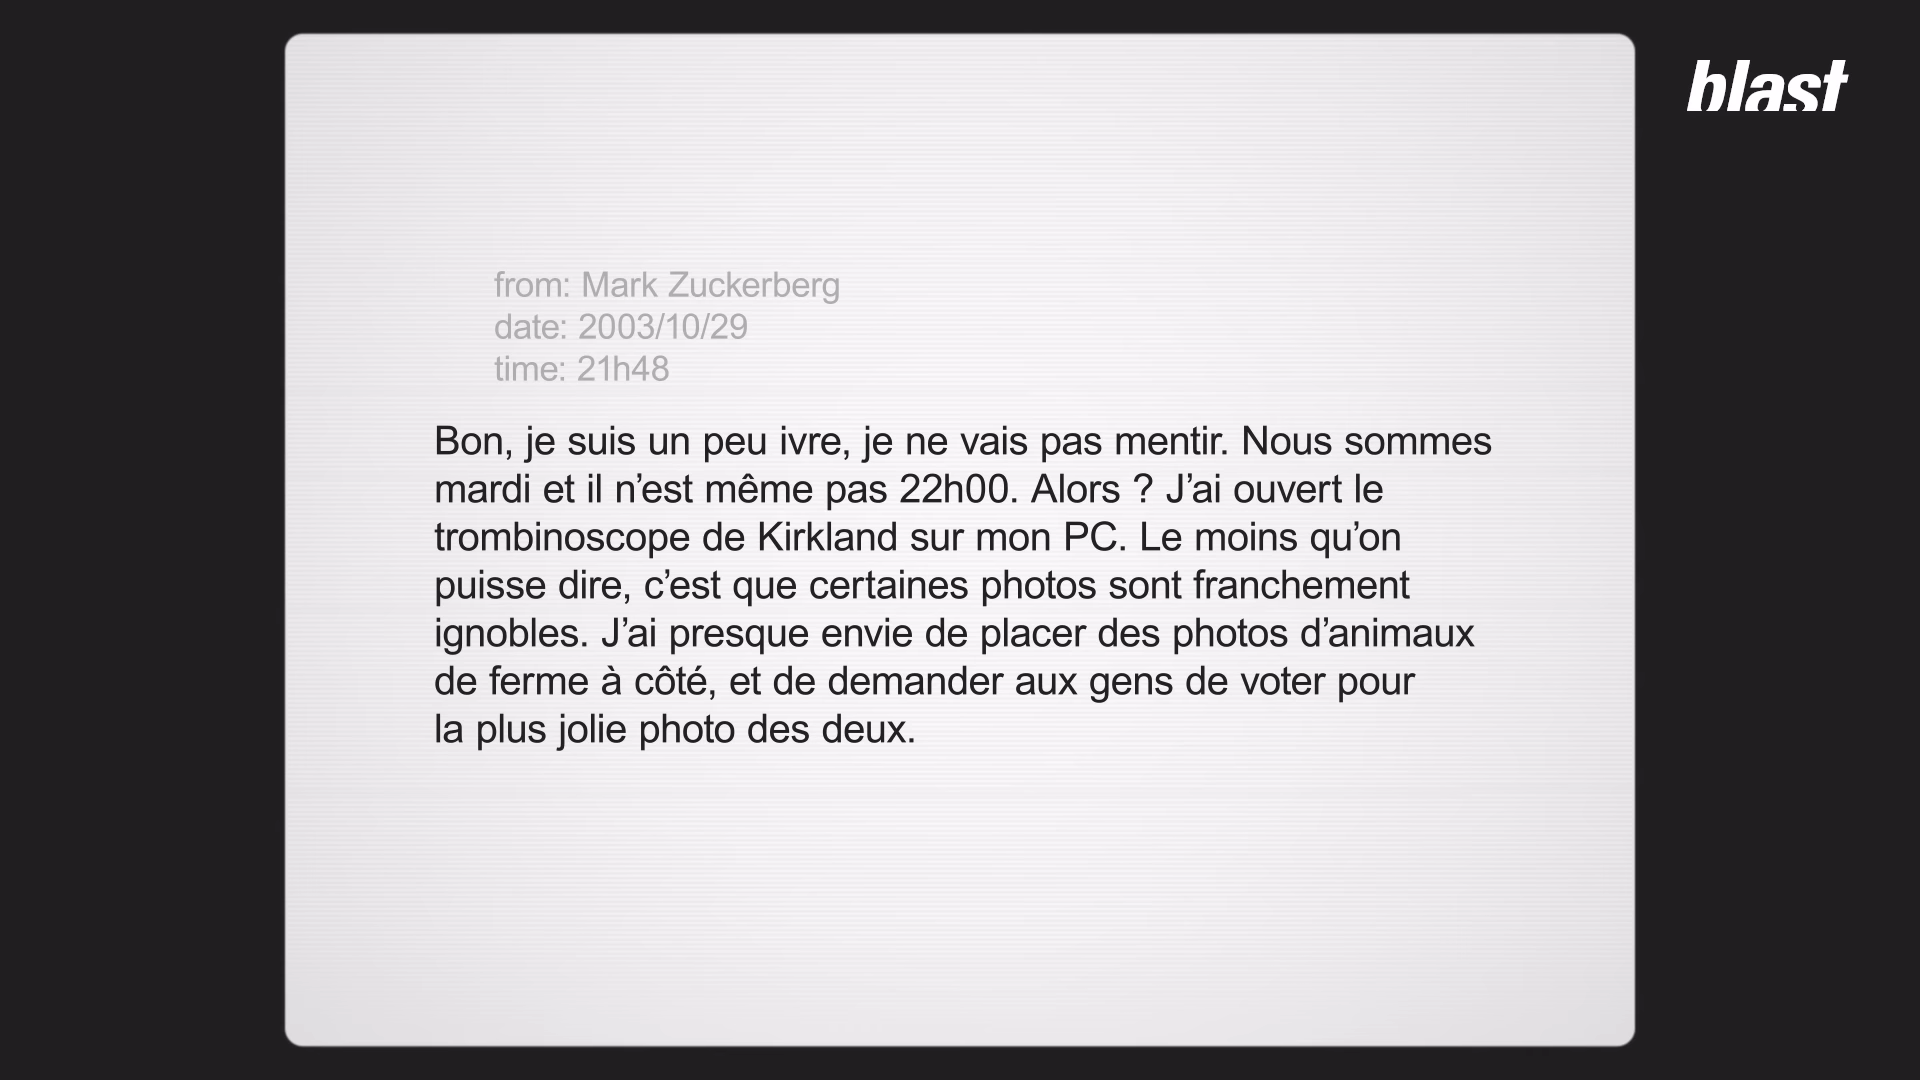 blast
from: Mark Zuckerberg
date: 2003/10/29
time: 21h48
Bon, je suis un peu ivre, je ne vais pas mentir. Nous sommes
mardi et il n’est même pas 22h00. Alors ? J’ai ouvert le
trombinoscope de Kirkland sur mon PC. Le moins qu’on
puisse dire, c’est que certaines photos sont franchement
ignobles. J’ai presque envie de placer des photos d’animaux
de ferme à côté, et de demander aux gens de voter pour
la plus jolie photo des deux.